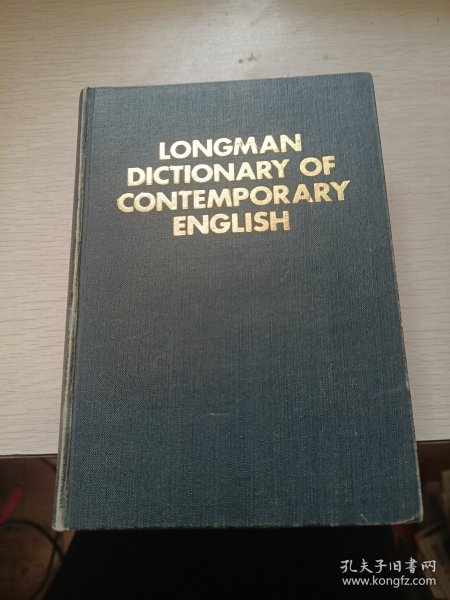 LONGMAN
DICTIONARY OF
CONTEMPORARY
ENGLISH
孔夫子旧书网
www.kongfz.com